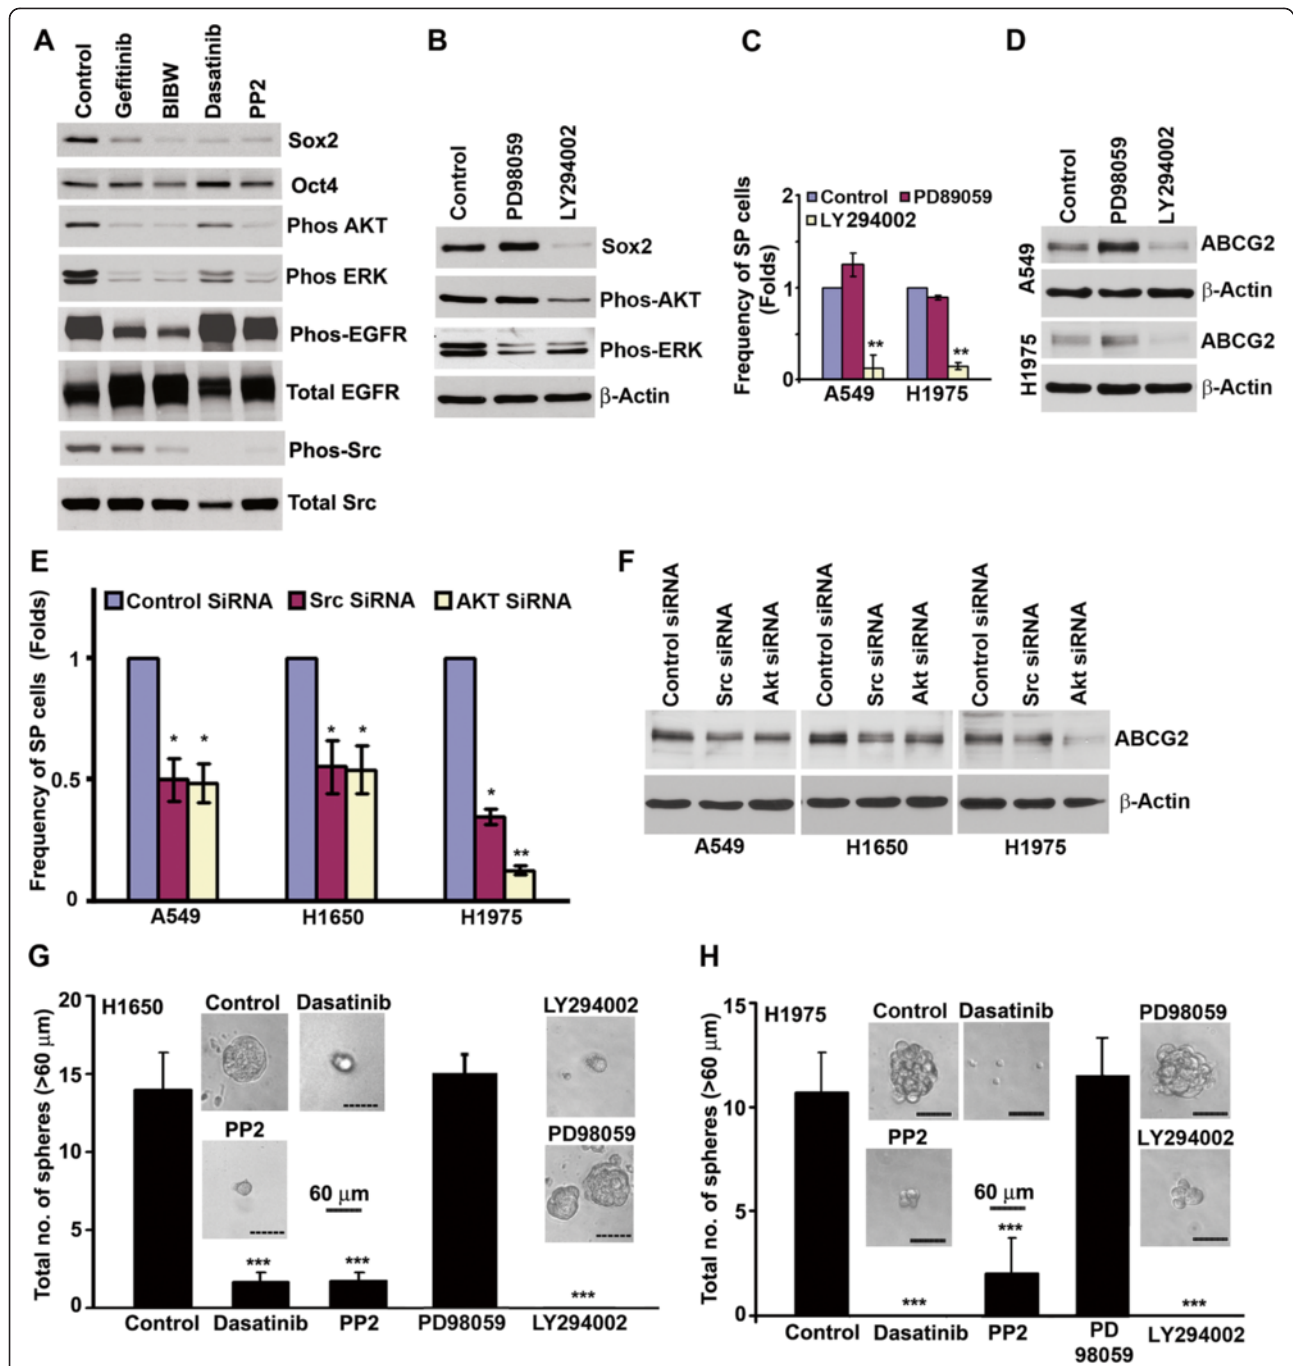 A
Control
Gefitinib
BIBW
Dasatinib
PP2
Sox2
Oct4
Phos AKT
Phos ERK
Phos-EGFR
Total EGFR
Phos-Src
Total Src
B
Control
PD98059
LY294002
Sox2
Phos-AKT
Phos-ERK
β-Actin
C
Frequency of SP cells
(Folds)
2
1
0
Control
PD89059
LY294002
**
**
A549
H1975
D
Control
PD98059
LY294002
A549
ABCG2
β-Actin
H1975
ABCG2
β-Actin
E
Frequency of SP cells (Folds)
Control SiRNA
Src SiRNA
AKT SiRNA
1
0.5
0
*
*
*
*
*
**
A549
H1650
H1975
F
Control siRNA
Src siRNA
Akt siRNA
Control siRNA
Src siRNA
Akt siRNA
Control siRNA
Src siRNA
Akt siRNA
ABCG2
β-Actin
A549
H1650
H1975
G
Total no. of spheres (>60 μm)
20
15
10
5
0
H1650
Control
Dasatinib
LY294002
PP2
PD98059
60 μm
***
***
***
Control
Dasatinib
PP2
PD98059
LY294002
H
Total no. of spheres (>60 μm)
15
10
5
0
H1975
Control
Dasatinib
PD98059
PP2
LY294002
60 μm
***
***
***
Control
Dasatinib
PP2
PD
98059
LY294002